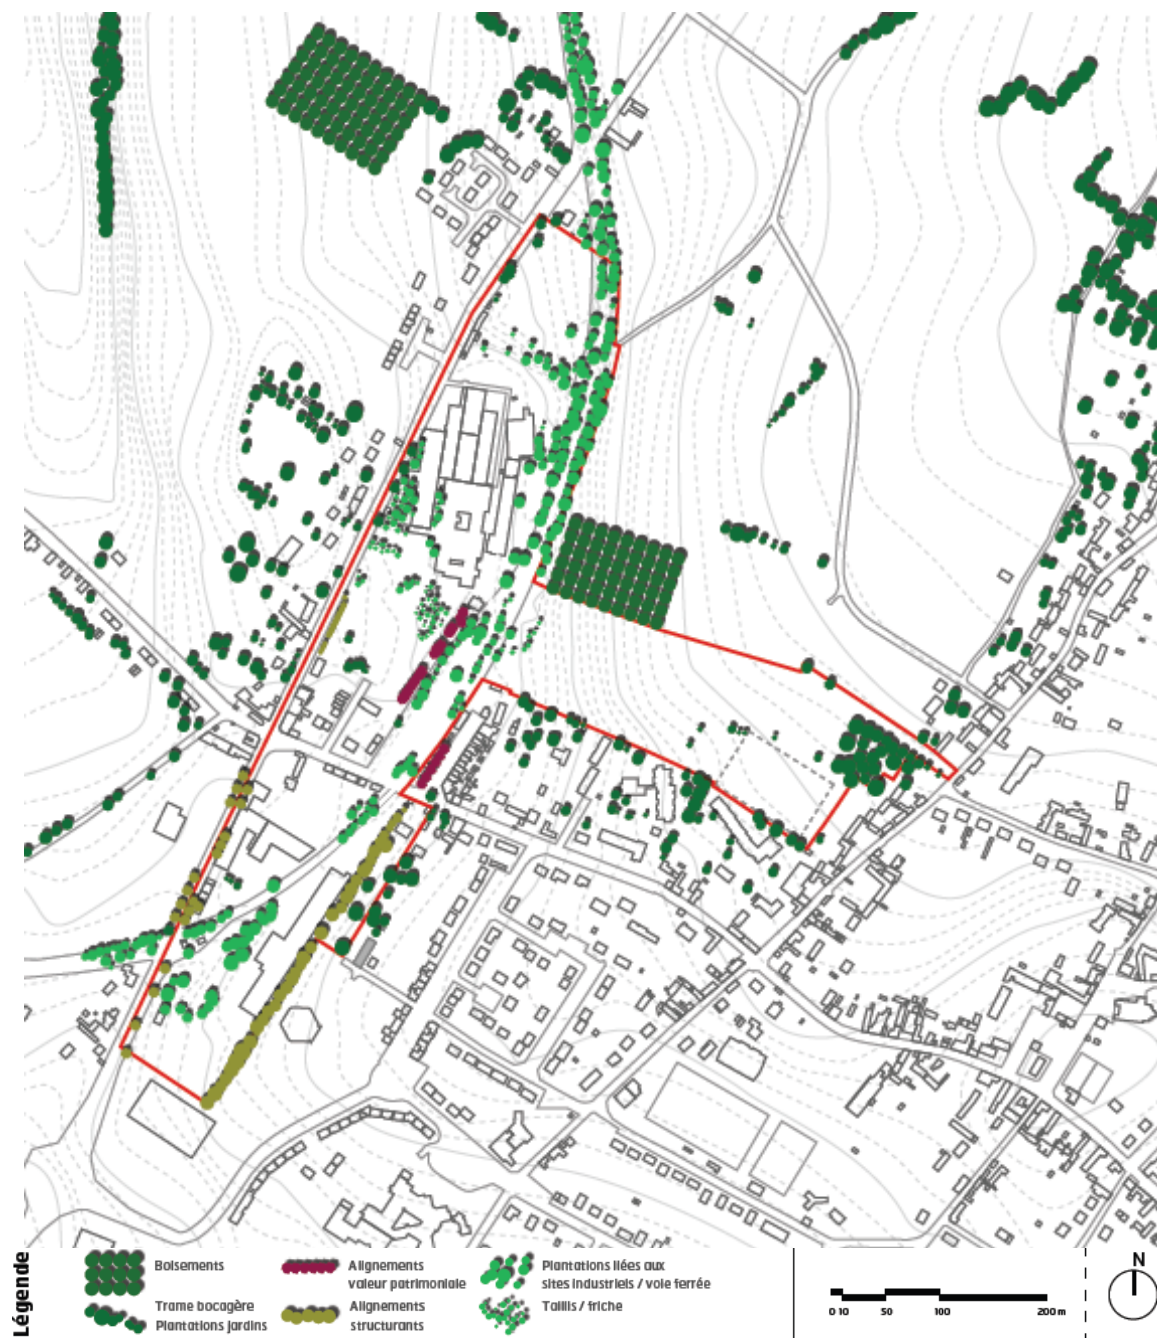 Légende
Boisements
Trame bocagère
Plantations jardins
Alignements
valeur patrimoniale
Alignements
structurants
Plantations liées aux
sites industriels / voie ferrée
Taillis / friche
0 10 50 100 200 m
N